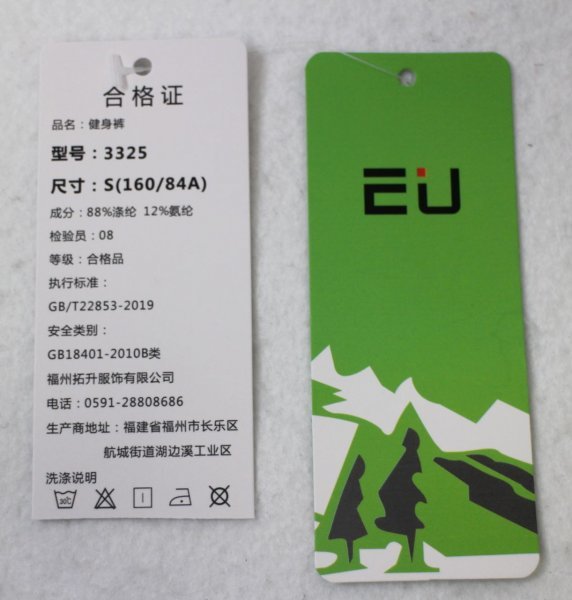 合格证
品名：健身裤
型号：3325
尺寸：S(160/84A)
成分：88%涤纶 12%氨纶
检验员：08
等级：合格品
执行标准：
GB/T22853-2019
安全类别：
GB18401-2010B类
福州拓升服饰有限公司
电话：0591-28808686
生产商地址：福建省福州市长乐区
航城街道湖边溪工业区
洗涤说明
30℃
EU